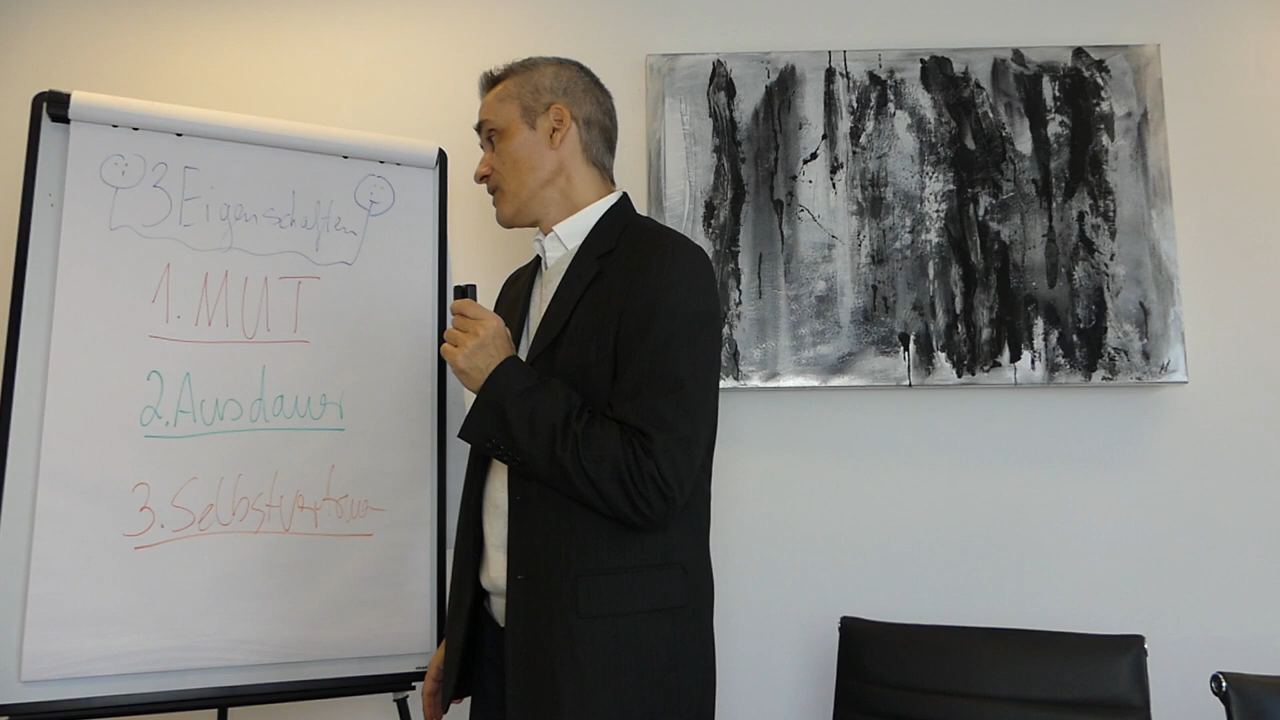 3 Eigenschaften
1. MUT
2. Ausdauer
3. Selbstvertrauen